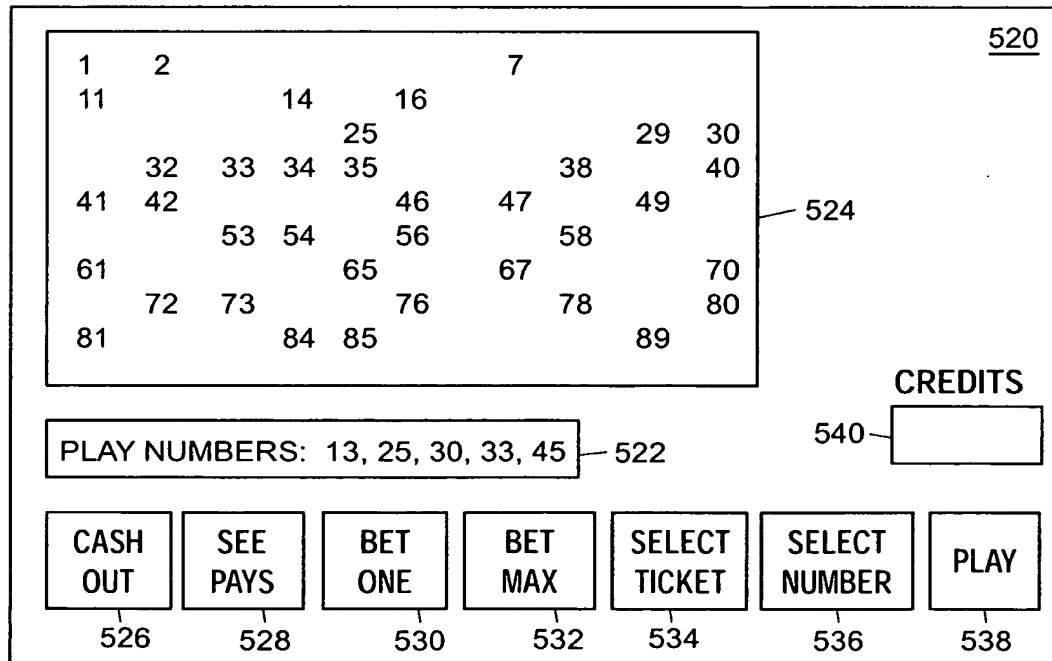 520
1 2 7
11 14 16
25 29 30
32 33 34 35 38 40
41 42 46 47 49
53 54 56 58
61 65 67 70
72 73 76 78 80
81 84 85 89
524
CREDITS
540
PLAY NUMBERS: 13, 25, 30, 33, 45
522
CASH OUT
SEE PAYS
BET ONE
BET MAX
SELECT TICKET
SELECT NUMBER
PLAY
526 528 530 532 534 536 538